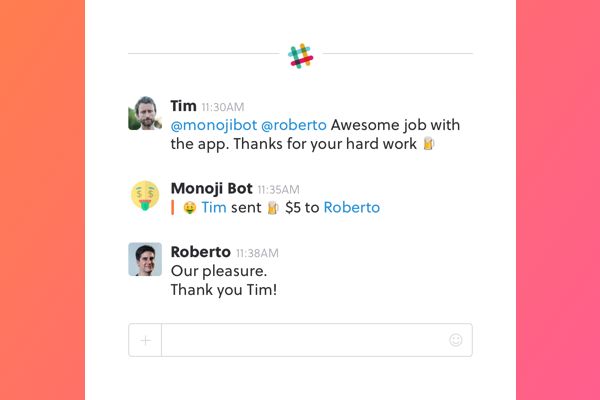 Tim 11:30AM
@monojibot @roberto Awesome job with
the app. Thanks for your hard work 🍺
Monoji Bot 11:35AM
🤑 Tim sent 🍺 $5 to Roberto
Roberto 11:38AM
Our pleasure.
Thank you Tim!